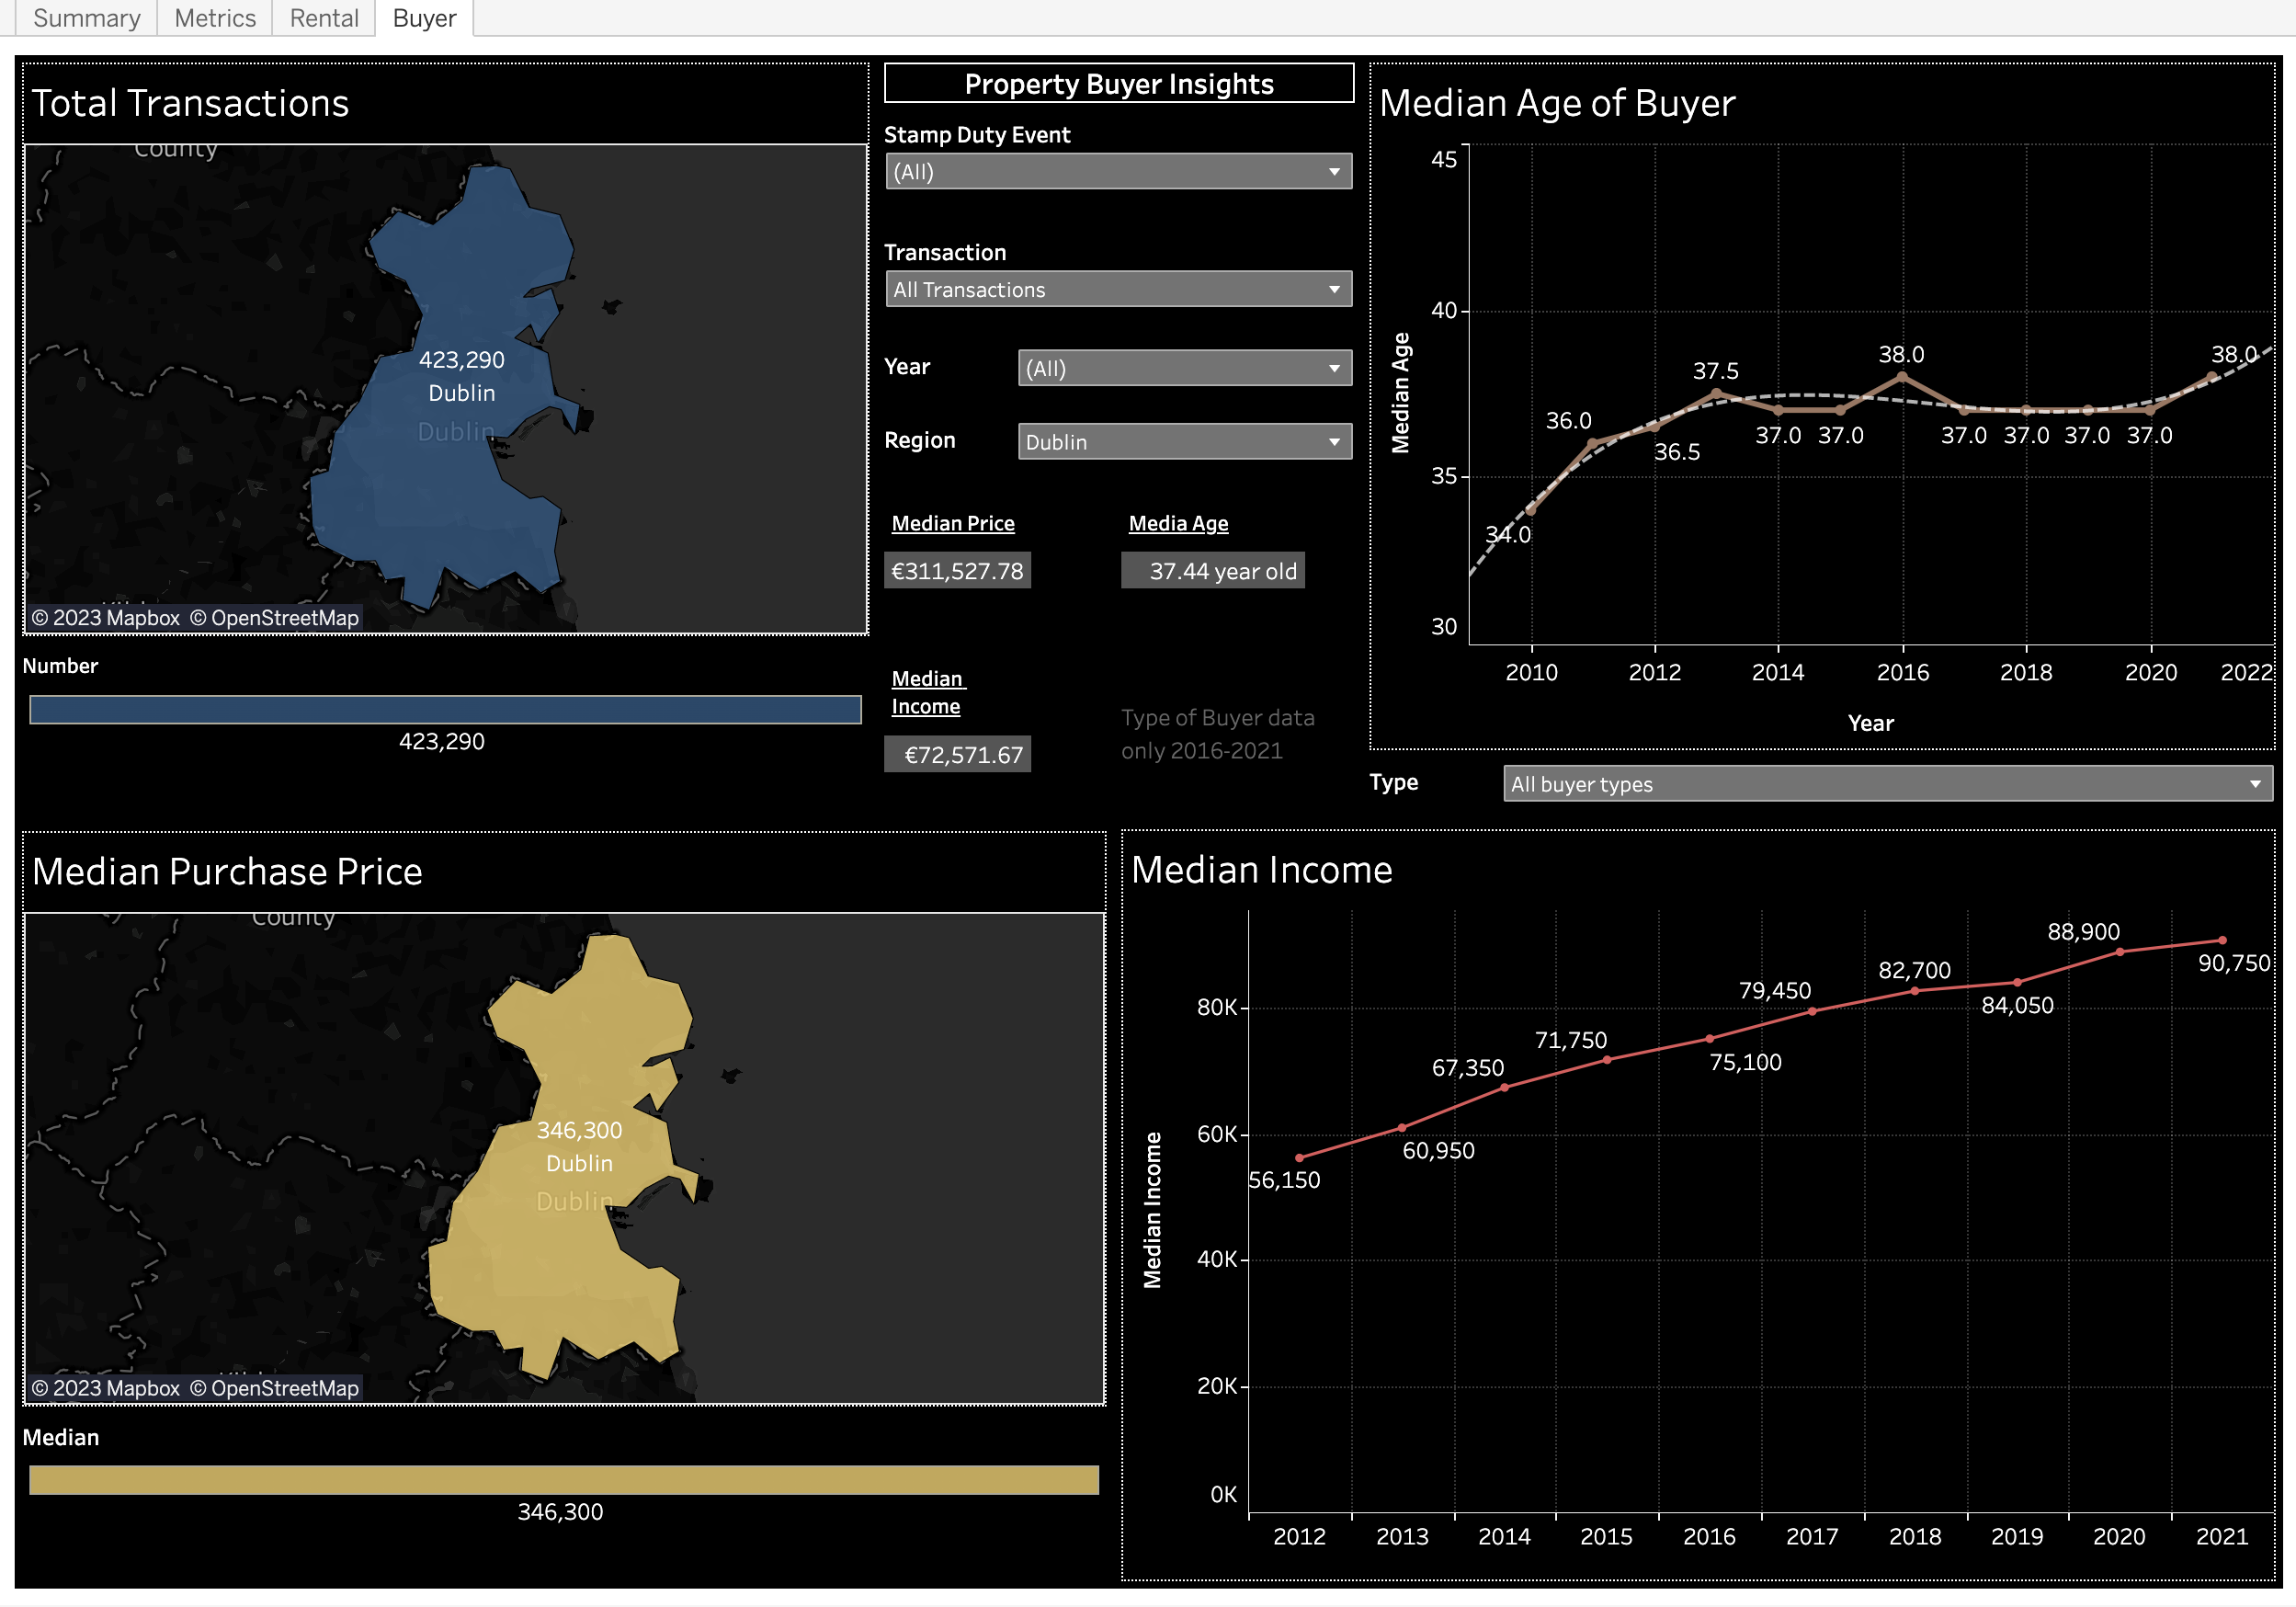 Summary
Metrics
Rental
Buyer
Total Transactions
County
423,290
Dublin
Dublin
© 2023 Mapbox © OpenStreetMap
Number
423,290
Property Buyer Insights
Stamp Duty Event
(All)
Transaction
All Transactions
Year
(All)
Region
Dublin
Median Price
Media Age
€311,527.78
37.44 year old
Median
Income
€72,571.67
Type of Buyer data
only 2016-2021
Median Age of Buyer
45
40
35
30
Median Age
34.0
36.0
36.5
37.5
37.0
37.0
38.0
37.0
37.0
37.0
37.0
38.0
2010
2012
2014
2016
2018
2020
2022
Year
Type
All buyer types
Median Purchase Price
County
346,300
Dublin
Dublin
© 2023 Mapbox © OpenStreetMap
Median
346,300
Median Income
80K
60K
40K
20K
0K
Median Income
56,150
60,950
67,350
71,750
75,100
79,450
82,700
84,050
88,900
90,750
2012
2013
2014
2015
2016
2017
2018
2019
2020
2021